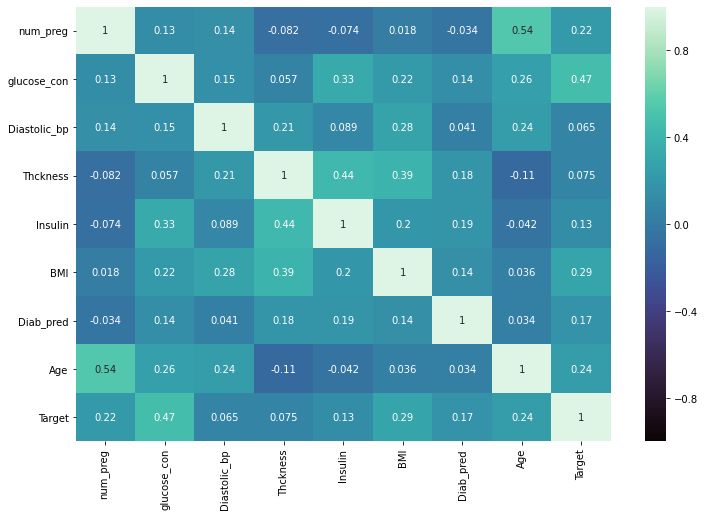 num_preg 1 0.13 0.14 -0.082 -0.074 0.018 -0.034 0.54 0.22
glucose_con 0.13 1 0.15 0.057 0.33 0.22 0.14 0.26 0.47
Diastolic_bp 0.14 0.15 1 0.21 0.089 0.28 0.041 0.24 0.065
Thckness -0.082 0.057 0.21 1 0.44 0.39 0.18 -0.11 0.075
Insulin -0.074 0.33 0.089 0.44 1 0.2 0.19 -0.042 0.13
BMI 0.018 0.22 0.28 0.39 0.2 1 0.14 0.036 0.29
Diab_pred -0.034 0.14 0.041 0.18 0.19 0.14 1 0.034 0.17
Age 0.54 0.26 0.24 -0.11 -0.042 0.036 0.034 1 0.24
Target 0.22 0.47 0.065 0.075 0.13 0.29 0.17 0.24 1
num_preg
glucose_con
Diastolic_bp
Thckness
Insulin
BMI
Diab_pred
Age
Target
0.8
0.4
0.0
-0.4
-0.8